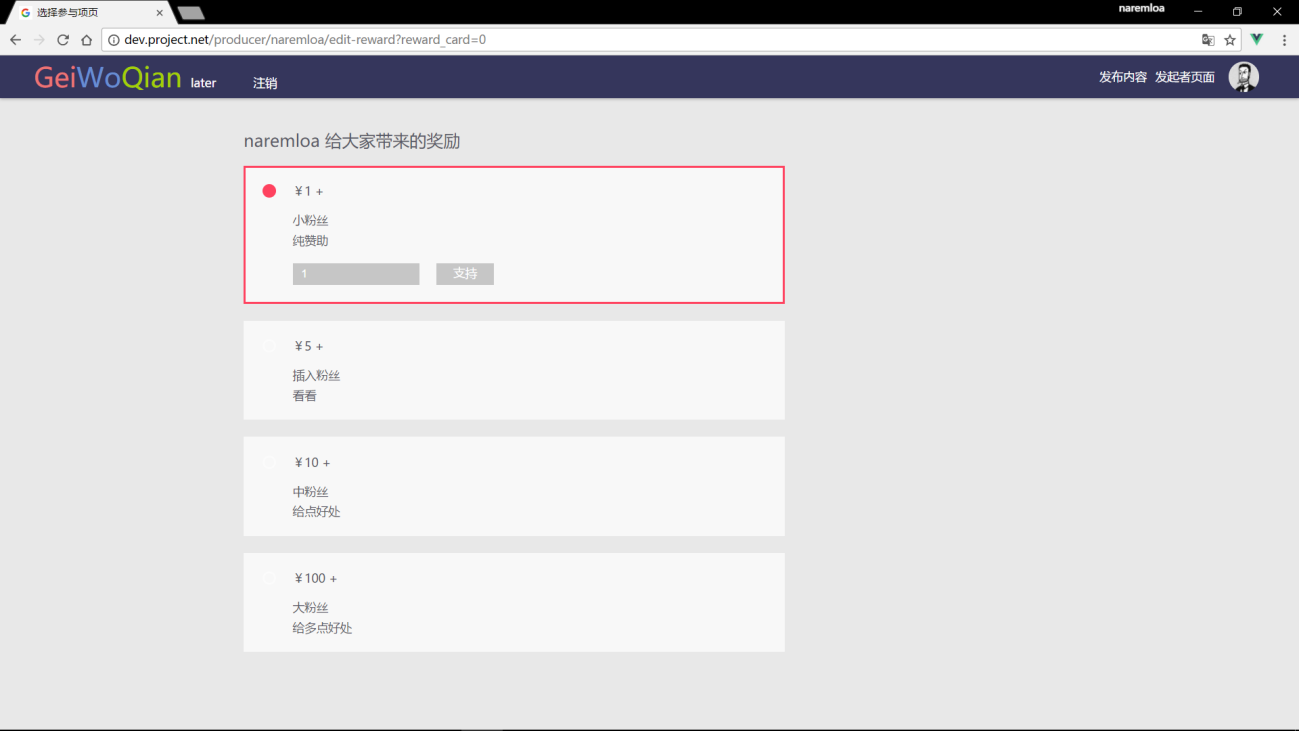 选择参与项页
naremloa
dev.project.net/producer/naremloa/edit-reward?reward_card=0
GeiWoQian later 注销 发布内容 发起者页面
naremloa 给大家带来的奖励
¥1 +
小粉丝
纯赞助
1 支持
¥5 +
插入粉丝
看看
¥10 +
中粉丝
给点好处
¥100 +
大粉丝
给多点好处